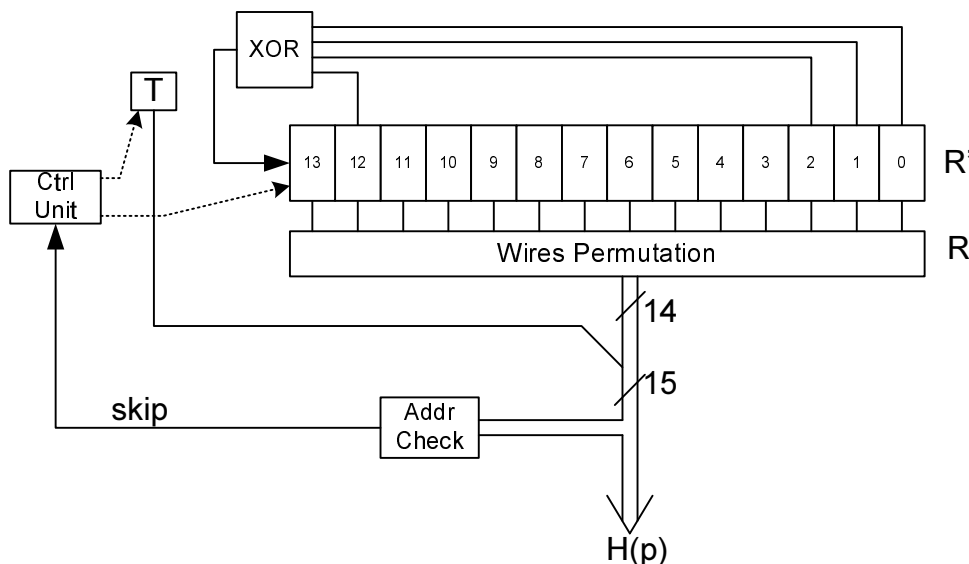 XOR
T
13 12 11 10 9 8 7 6 5 4 3 2 1 0
R'
Ctrl
Unit
Wires Permutation
R
14
15
skip
Addr
Check
H(p)